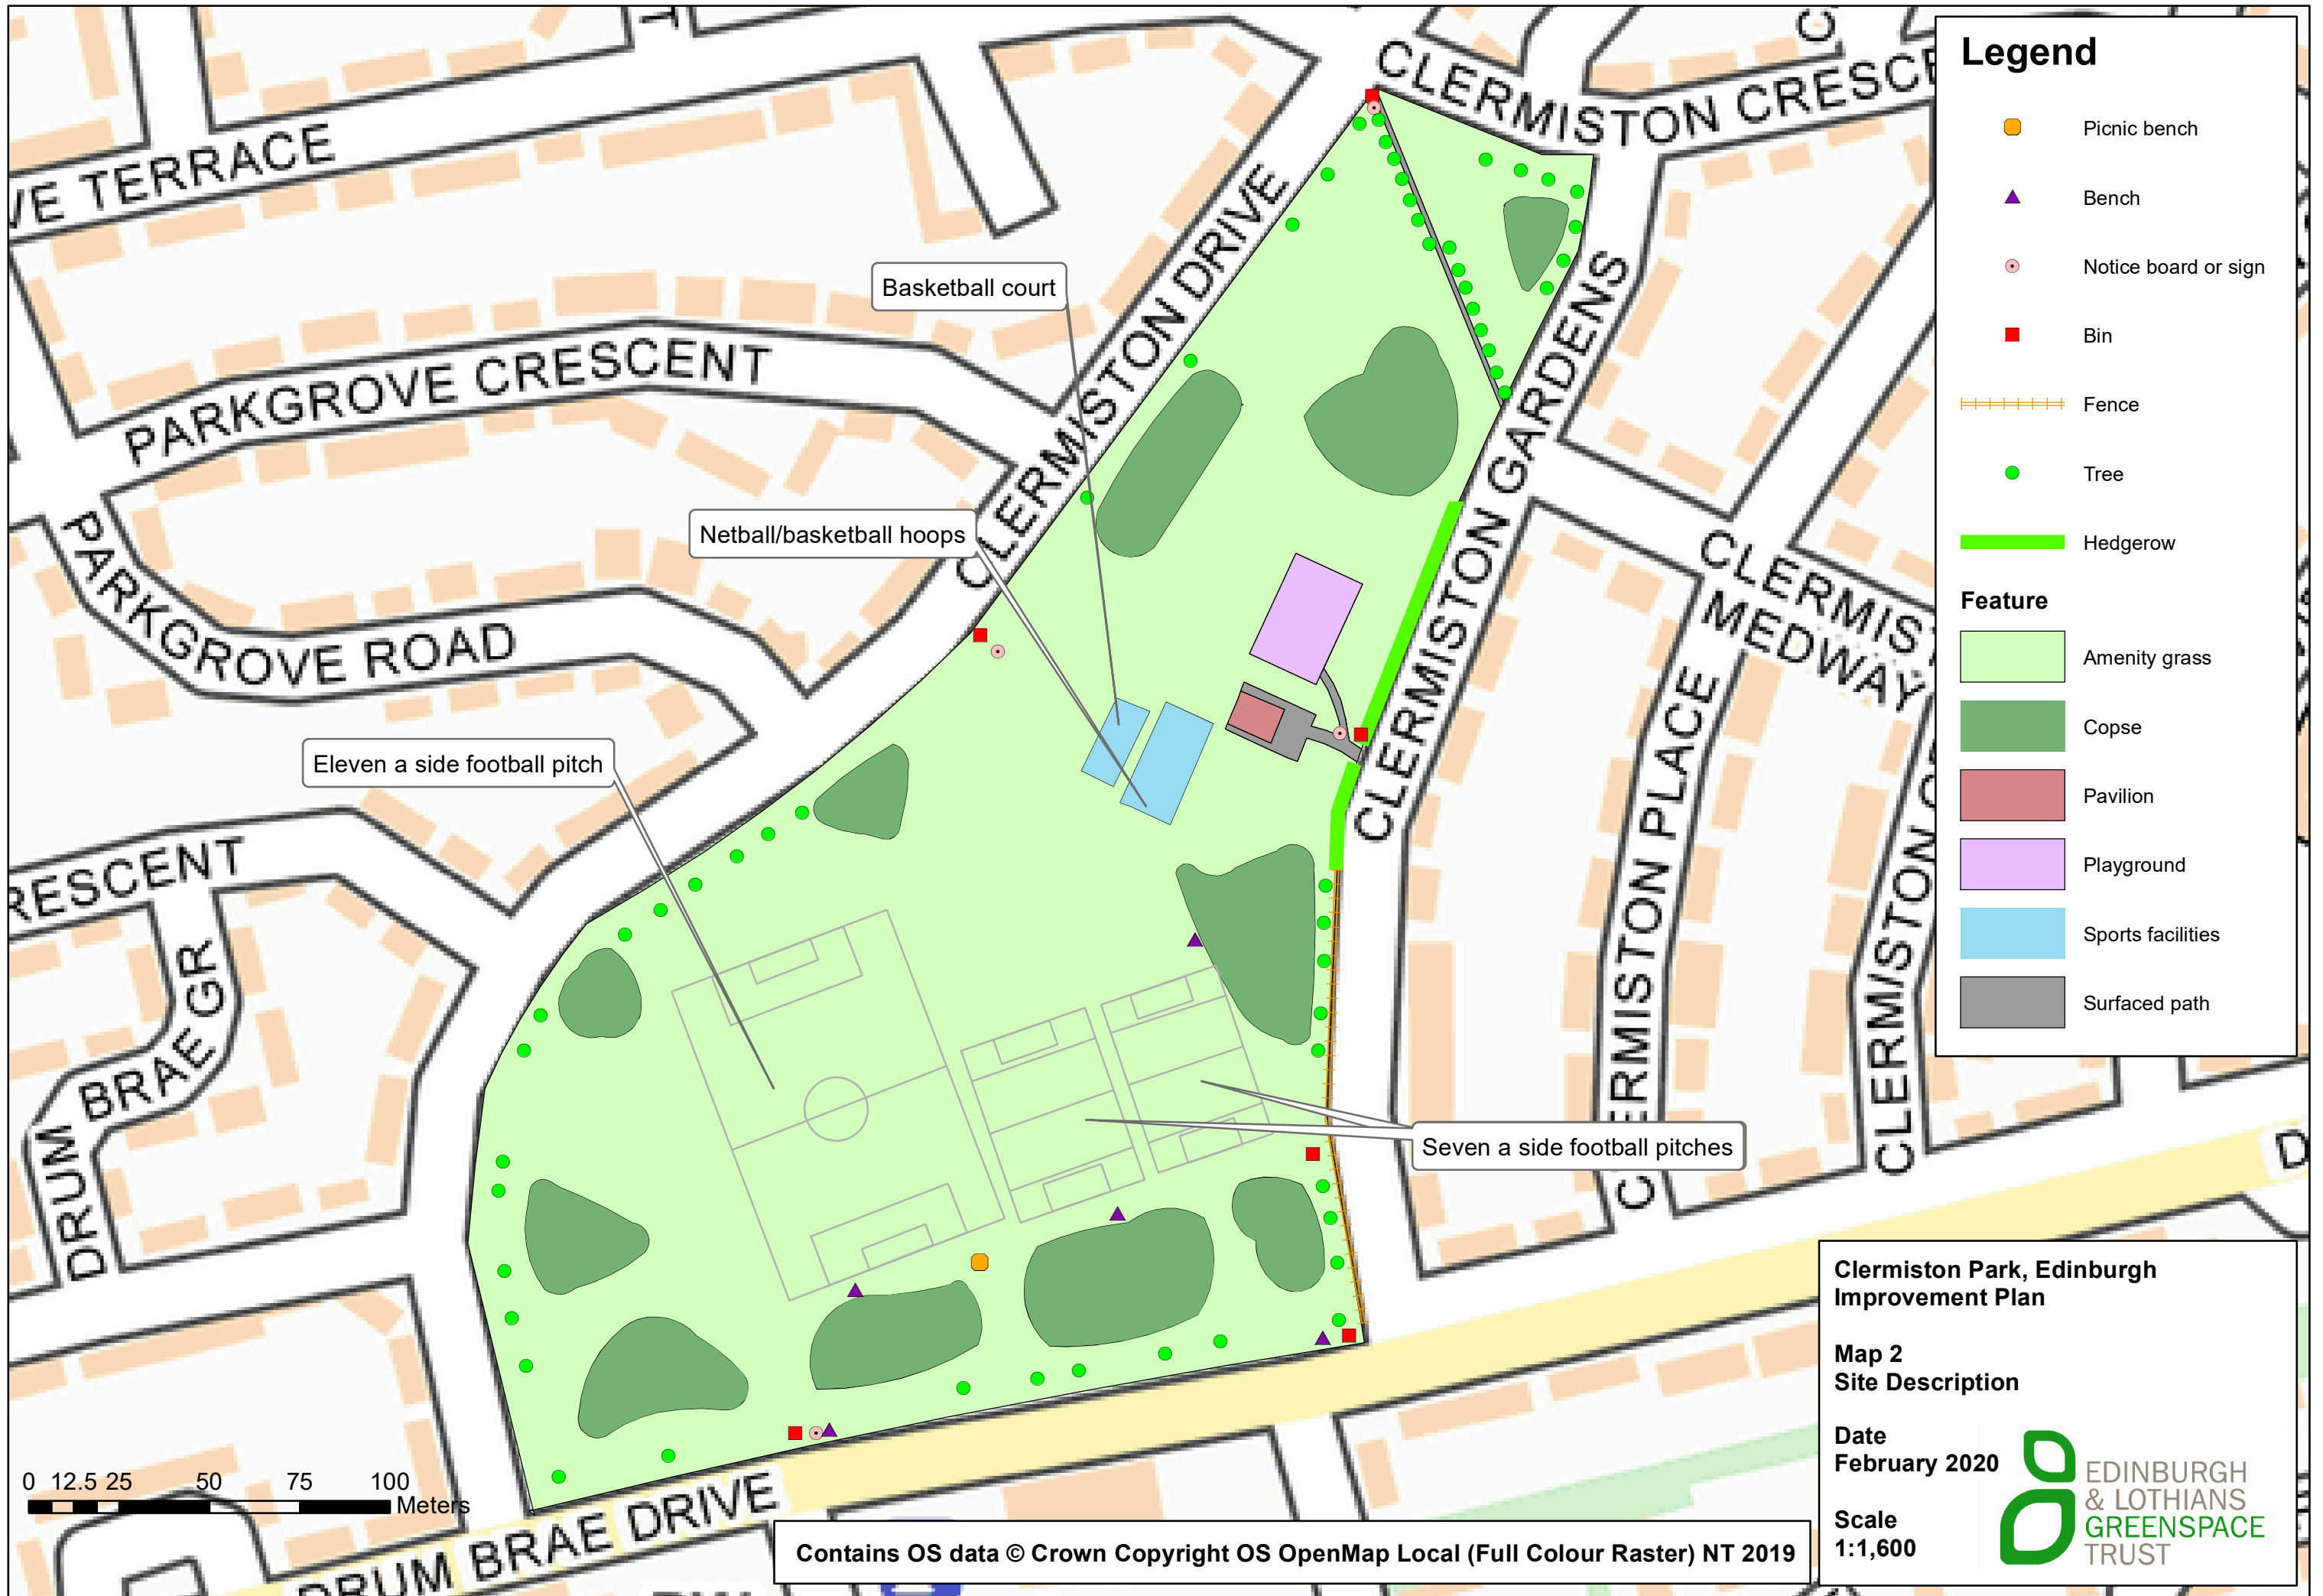 CLERMISTON CRESCE
VE TERRACE
CLERMISTON DRIVE
Basketball court
PARKGROVE CRESCENT
CLERMISTON GARDENS
Netball/basketball hoops
PARKGROVE ROAD
CLERMIS
MEDWAY
Eleven a side football pitch
CLERMISTON PLACE
RESCENT
DRUM BRAE GR
CLERMISTON
Seven a side football pitches
DRUM BRAE DRIVE
D
Legend
Picnic bench
Bench
Notice board or sign
Bin
Fence
Tree
Hedgerow
Feature
Amenity grass
Copse
Pavilion
Playground
Sports facilities
Surfaced path
Clermiston Park, Edinburgh
Improvement Plan
Map 2
Site Description
Date
February 2020
Scale
1:1,600
EDINBURGH
& LOTHIANS
GREENSPACE
TRUST
0 12.5 25 50 75 100
Meters
Contains OS data © Crown Copyright OS OpenMap Local (Full Colour Raster) NT 2019